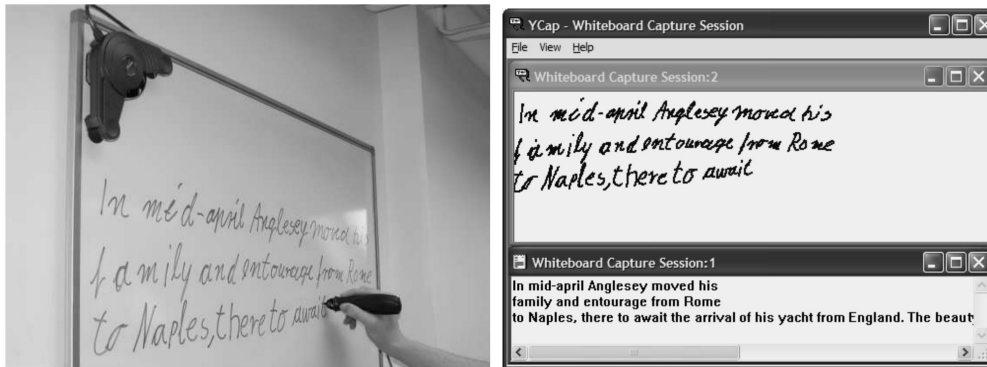 In mid-april Anglesey moved his
family and entourage from Rome
to Naples, there to await
YCap - Whiteboard Capture Session
File View Help
Whiteboard Capture Session:2
In mid-april Anglesey moved his
family and entourage from Rome
to Naples, there to await
Whiteboard Capture Session:1
In mid-april Anglesey moved his
family and entourage from Rome
to Naples, there to await the arrival of his yacht from England. The beaut